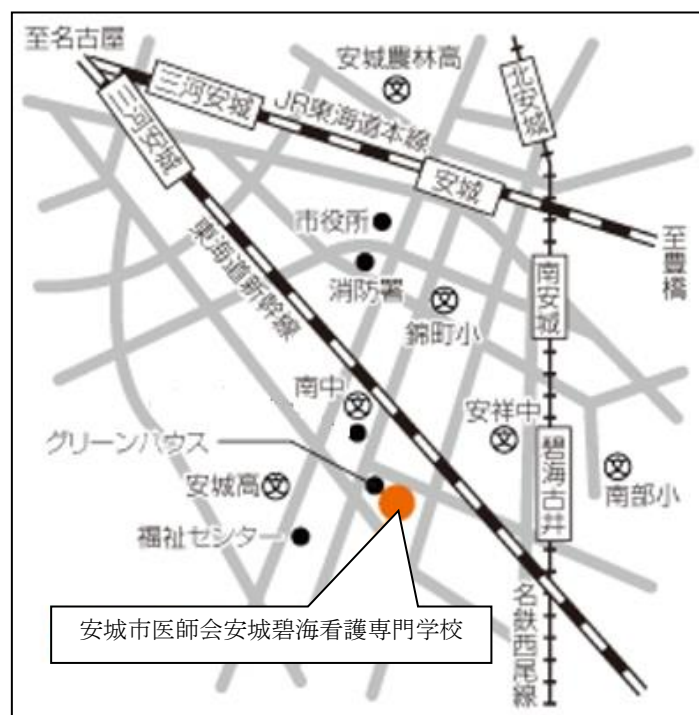 至名古屋
安城農林高
北安城
三河安城
JR東海道本線
三河安城
安城
市役所
至豊橋
東海道新幹線
消防署
南安城
錦町小
南中
安祥中
グリーンハウス
碧海古井
安城高
南部小
福祉センター
安城市医師会安城碧海看護専門学校
名鉄西尾線